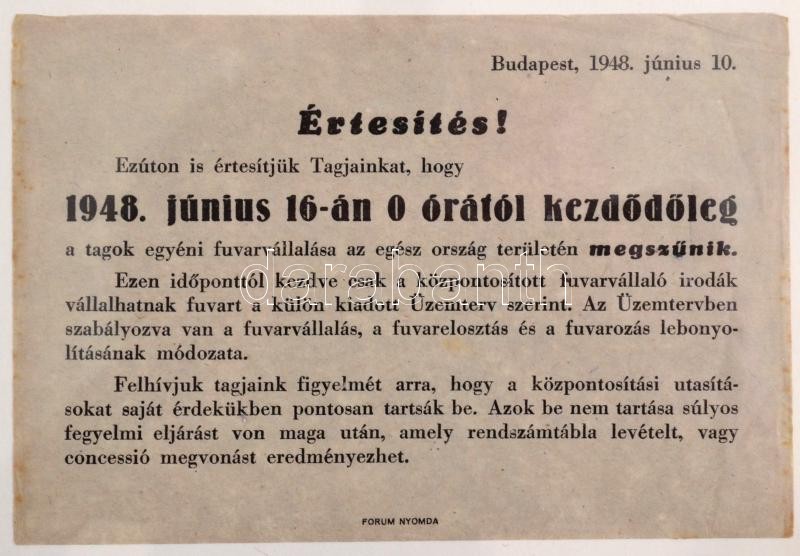 Budapest, 1948. június 10.
Értesítés!
Ezúton is értesítjük Tagjainkat, hogy
1948. június 16-án 0 órától kezdődőleg
a tagok egyéni fuvarvállalása az egész ország területén megszűnik.
Ezen időponttól kezdve csak a központosított fuvarvállaló irodák
vállalhatnak fuvart a külön kiadott Üzemterv szerint. Az Üzemtervben
szabályozva van a fuvarvállalás, a fuvarelosztás és a fuvarozás lebonyo-
lításának módozata.
Felhívjuk tagjaink figyelmét arra, hogy a központosítási utasítá-
sokat saját érdekükben pontosan tartsák be. Azok be nem tartása súlyos
fegyelmi eljárást von maga után, amely rendszámtábla levételt, vagy
concessió megvonást eredményezhet.
FORUM NYOMDA
darabanth